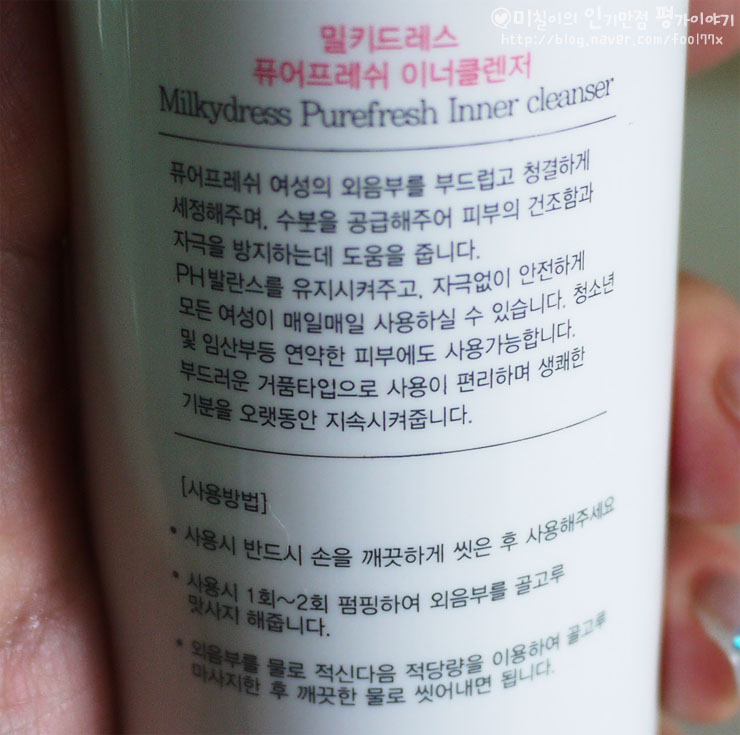 ♥미칠이의 인기만점 평가이야기
http://blog.naver.com/fool77x
밀키드레스
퓨어프레쉬 이너클렌저
Milkydress Purefresh Inner cleanser
퓨어프레쉬 여성의 외음부를 부드럽고 청결하게
세정해주며, 수분을 공급해주어 피부의 건조함과
자극을 방지하는데 도움을 줍니다.
PH발란스를 유지시켜주고, 자극없이 안전하게
모든 여성이 매일매일 사용하실 수 있습니다. 청소년
및 임산부등 연약한 피부에도 사용가능합니다.
부드러운 거품타입으로 사용이 편리하며 생쾌한
기분을 오랫동안 지속시켜줍니다.
[사용방법]
• 사용시 반드시 손을 깨끗하게 씻은 후 사용해주세요
• 사용시 1회~2회 펌핑하여 외음부를 골고루
맛사지 해줍니다.
• 외음부를 물로 적신다음 적당량을 이용하여 골고루
마사지한 후 깨끗한 물로 씻어내면 됩니다.